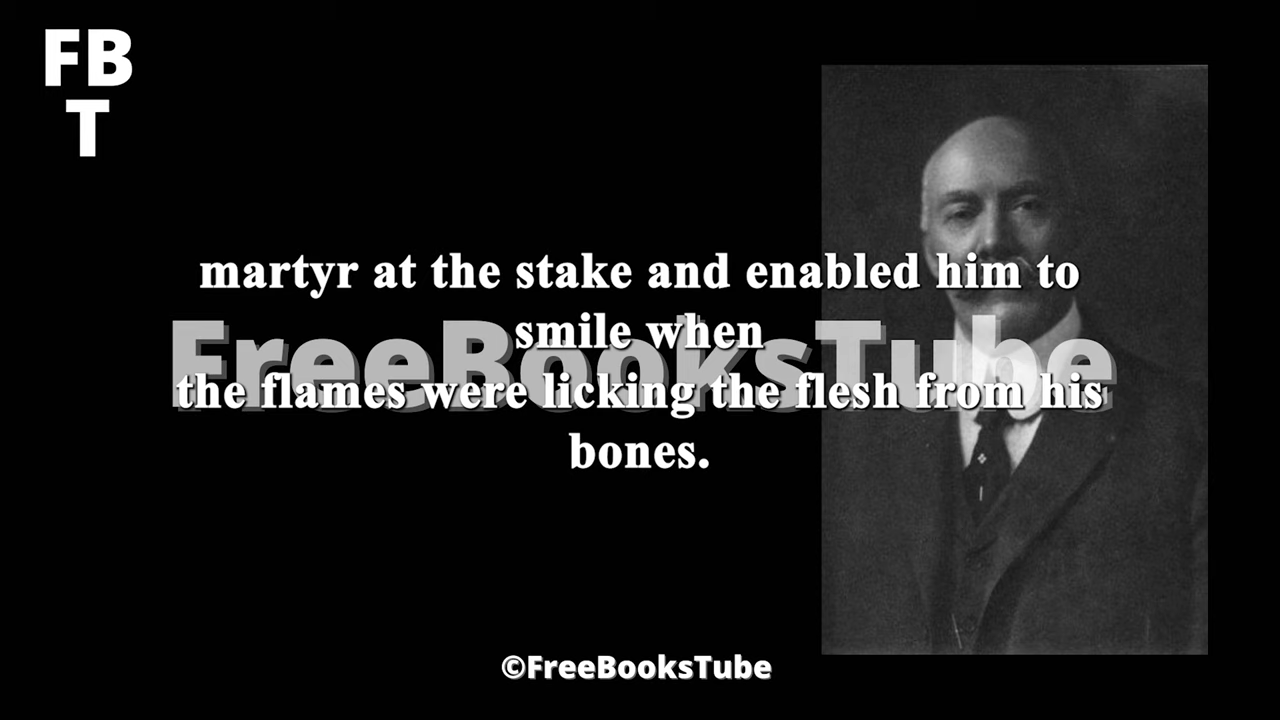 FB
T
martyr at the stake and enabled him to
smile when
FreeBooksTube
the flames were licking the flesh from his
bones.
©FreeBooksTube